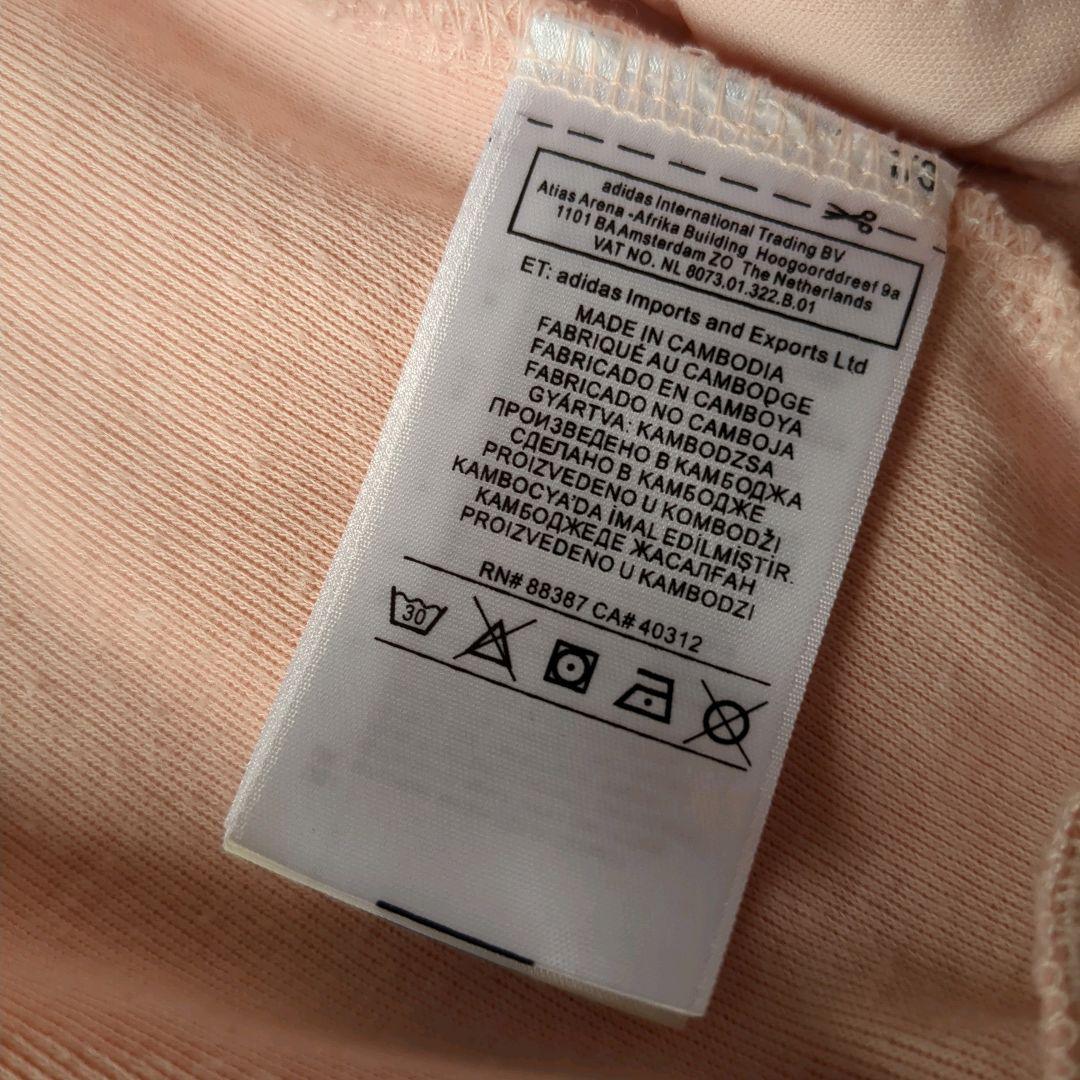 1/3
adidas International Trading BV
Atlas Arena -Afrika Building Hoogoorddreef 9a
1101 BA Amsterdam ZO The Netherlands
VAT NO. NL 8073.01.322.B.01
ET: adidas Imports and Exports Ltd
MADE IN CAMBODIA
FABRIQUÉ AU CAMBODGE
FABRICADO EN CAMBOYA
FABRICADO NO CAMBOJA
GYÁRTVA: KAMBODZSA
ПРОИЗВЕДЕНО В КАМБОДЖА
СДЕЛАНО В КАМБОДЖЕ
PROIZVEDENO U KOMBODŽI
KAMBOCYA'DA İMAL EDİLMİŞTİR.
КАМБОДЖЕДЕ ЖАСАЛҒАН
PROIZVEDENO U KAMBODZI
RN# 88387 CA# 40312
30